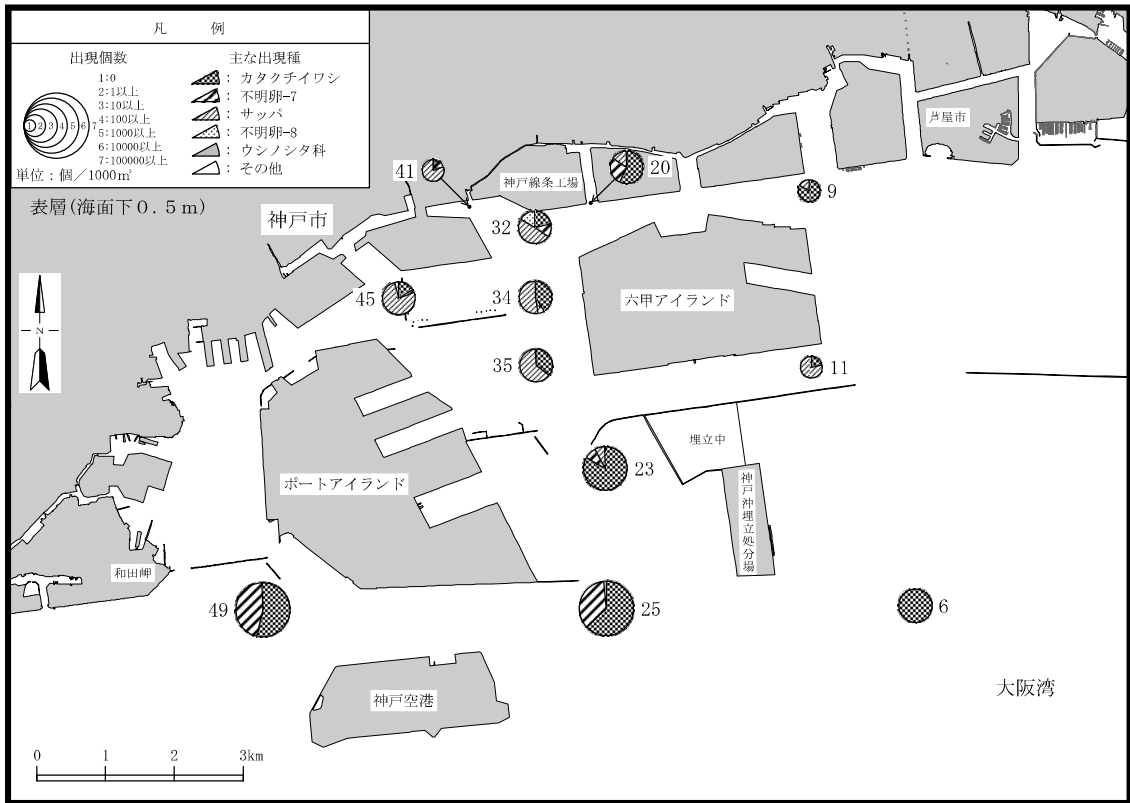 凡 例
出現個数
1:0
2:1以上
3:10以上
4:100以上
5:1000以上
6:10000以上
7:100000以上
1 2 3 4 5 6 7
単位：個／1000㎥
主な出現種
：カタクチイワシ
：不明卵-7
：サッパ
：不明卵-8
：ウシノシタ科
：その他
表層(海面下０.５m)
神戸市
芦屋市
神戸線条工場
41
20
9
32
45
34
六甲アイランド
35
11
N
埋立中
23
ポートアイランド
神戸沖埋立処分場
和田岬
49
25
6
神戸空港
大阪湾
0 1 2 3km